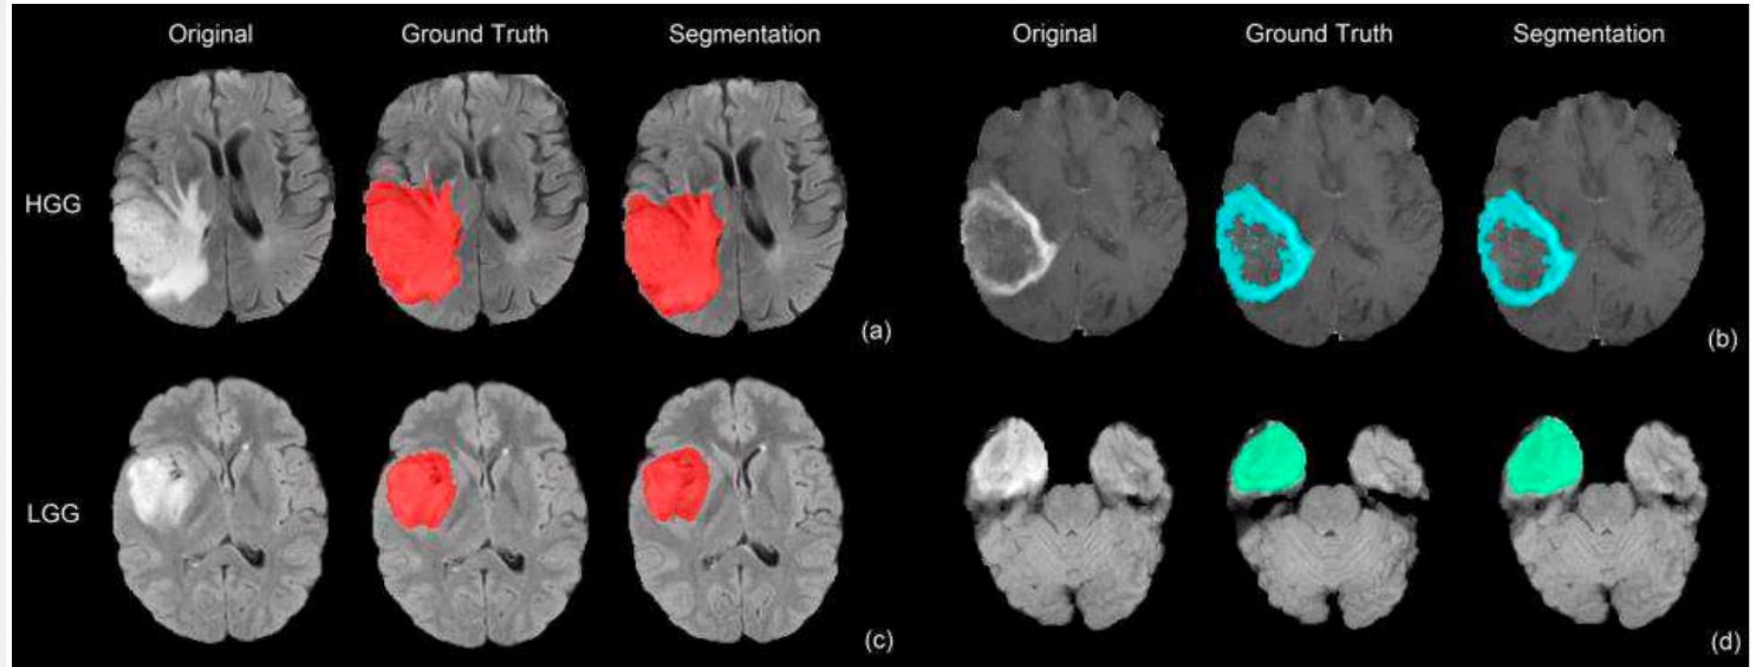 Original Ground Truth Segmentation Original Ground Truth Segmentation
HGG
(a)
(b)
LGG
(c)
(d)